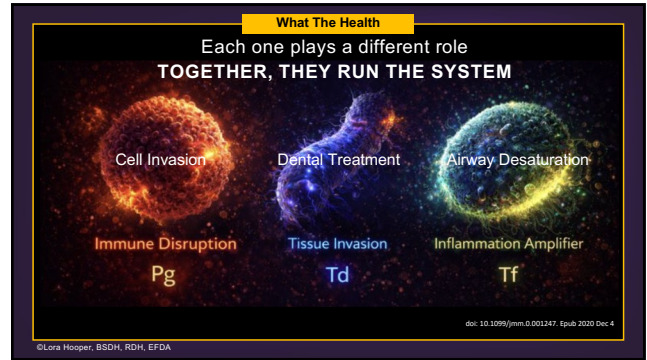 What The Health
Each one plays a different role
TOGETHER, THEY RUN THE SYSTEM
Cell Invasion
Dental Treatment
Airway Desaturation
Immune Disruption
Tissue Invasion
Inflammation Amplifier
Pg
Td
Tf
doi: 10.1099/jmm.0.001247. Epub 2020 Dec 4
©Lora Hooper, BSDH, RDH, EFDA